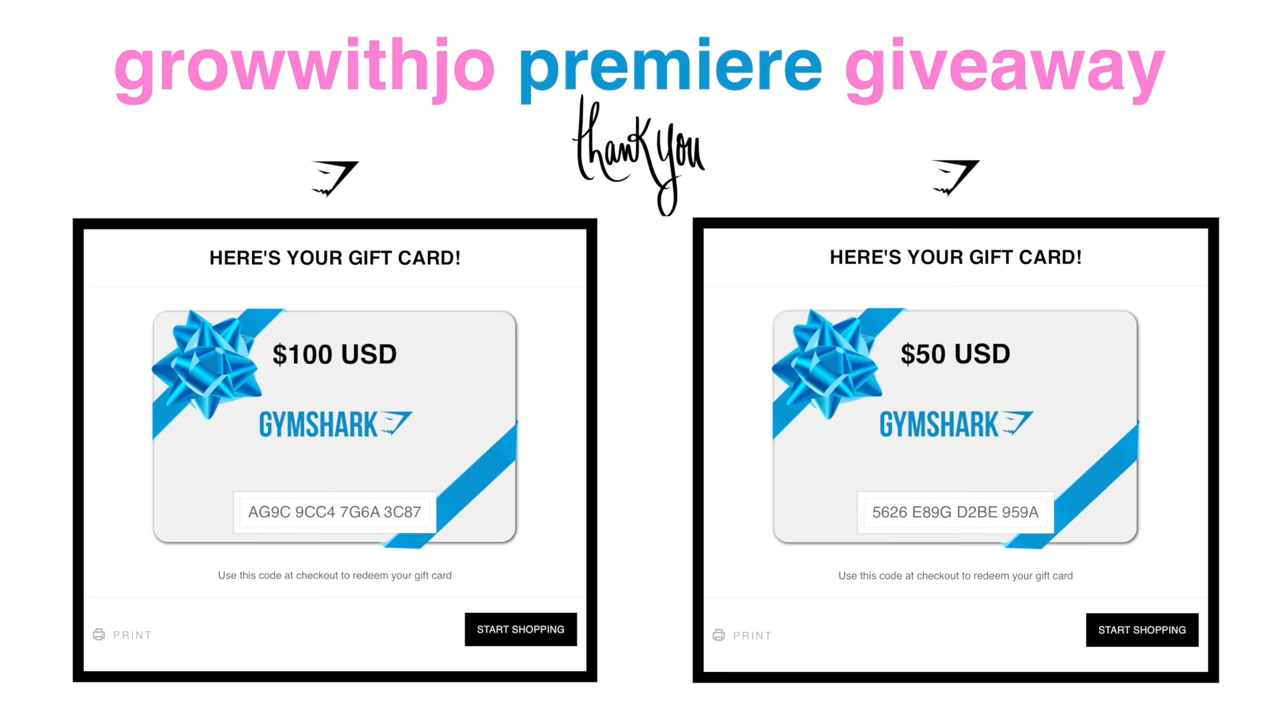 growwithjo premiere giveaway
thank you
HERE'S YOUR GIFT CARD!
$100 USD
GYMSHARK
AG9C 9CC4 7G6A 3C87
Use this code at checkout to redeem your gift card
PRINT
START SHOPPING
HERE'S YOUR GIFT CARD!
$50 USD
GYMSHARK
5626 E89G D2BE 959A
Use this code at checkout to redeem your gift card
PRINT
START SHOPPING